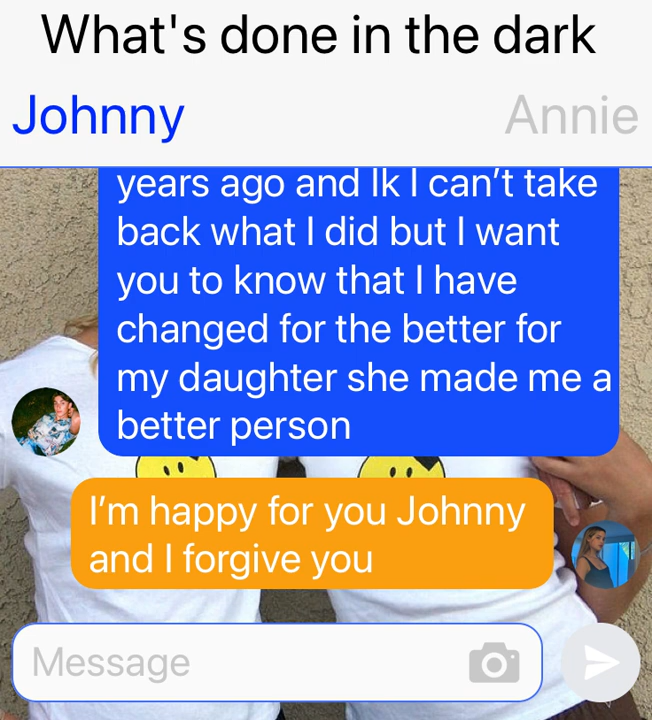 What's done in the dark
Johnny
Annie
years ago and Ik I can't take
back what I did but I want
you to know that I have
changed for the better for
my daughter she made me a
better person
I'm happy for you Johnny
and I forgive you
Message